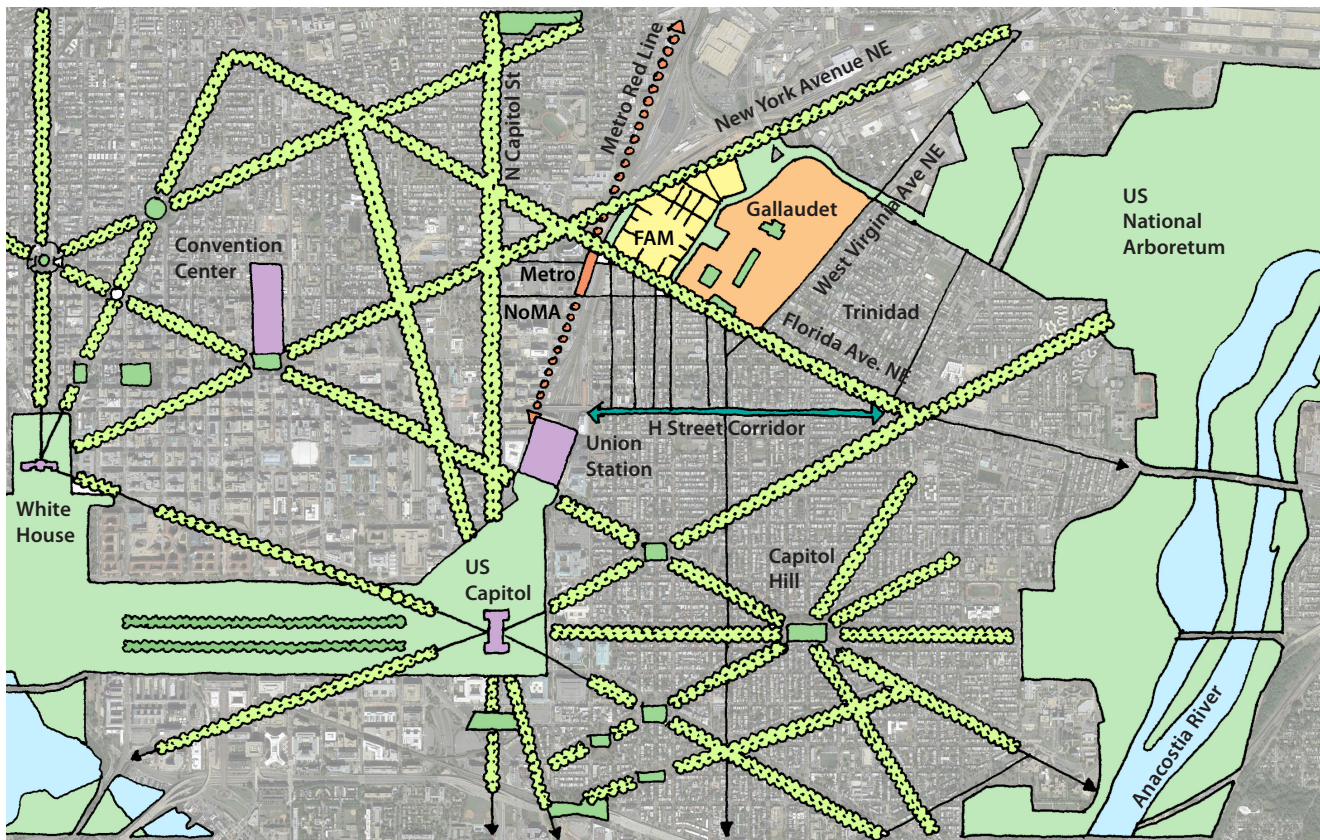 Metro Red Line
N Capitol St
New York Avenue NE
US
National
Arboretum
Gallaudet
West Virginia Ave NE
FAM
Convention
Center
Metro
NoMA
Trinidad
Florida Ave. NE
H Street Corridor
Union
Station
White
House
US
Capitol
Capitol
Hill
Anacostia River